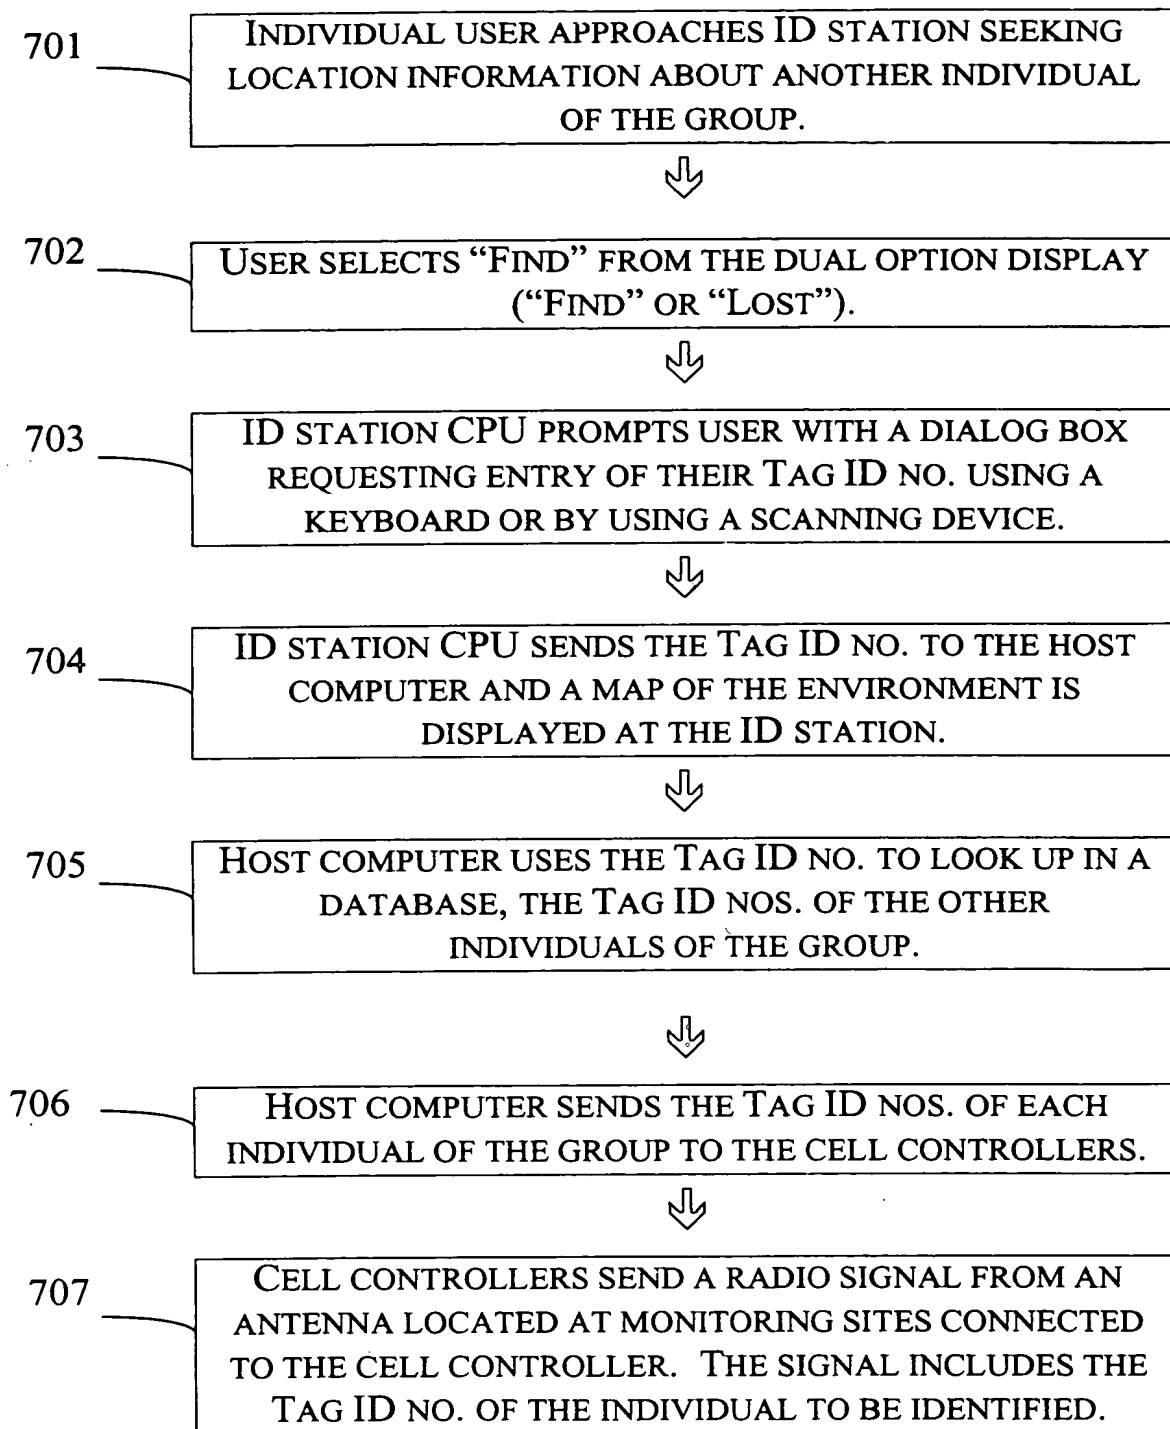 701
INDIVIDUAL USER APPROACHES ID STATION SEEKING
LOCATION INFORMATION ABOUT ANOTHER INDIVIDUAL
OF THE GROUP.
702
USER SELECTS “FIND” FROM THE DUAL OPTION DISPLAY
(“FIND” OR “LOST”).
703
ID STATION CPU PROMPTS USER WITH A DIALOG BOX
REQUESTING ENTRY OF THEIR TAG ID NO. USING A
KEYBOARD OR BY USING A SCANNING DEVICE.
704
ID STATION CPU SENDS THE TAG ID NO. TO THE HOST
COMPUTER AND A MAP OF THE ENVIRONMENT IS
DISPLAYED AT THE ID STATION.
705
HOST COMPUTER USES THE TAG ID NO. TO LOOK UP IN A
DATABASE, THE TAG ID NOS. OF THE OTHER
INDIVIDUALS OF THE GROUP.
706
HOST COMPUTER SENDS THE TAG ID NOS. OF EACH
INDIVIDUAL OF THE GROUP TO THE CELL CONTROLLERS.
707
CELL CONTROLLERS SEND A RADIO SIGNAL FROM AN
ANTENNA LOCATED AT MONITORING SITES CONNECTED
TO THE CELL CONTROLLER. THE SIGNAL INCLUDES THE
TAG ID NO. OF THE INDIVIDUAL TO BE IDENTIFIED.